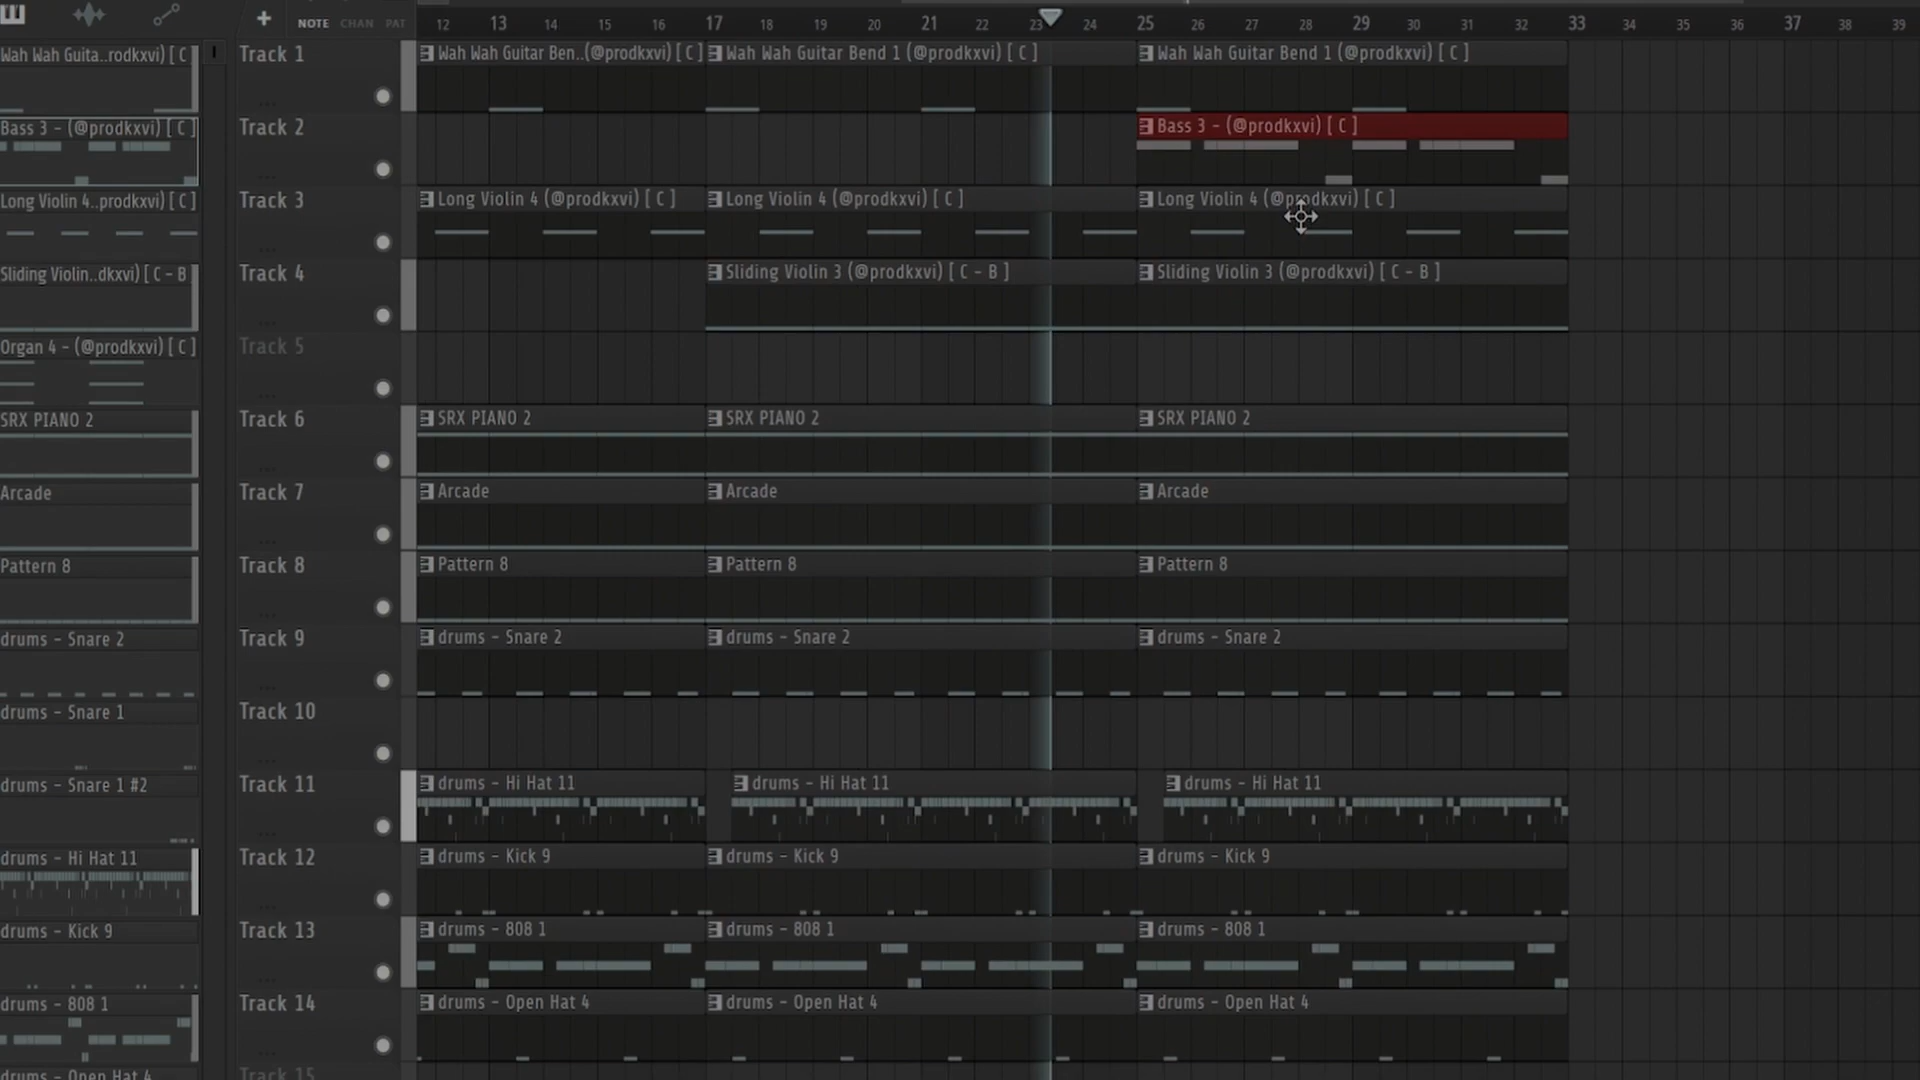 NOTE CHAN PAT
12 13 14 15 16 17 18 19 20 21 22 23 24 25 26 27 28 29 30 31 32 33 34 35 36 37 38 39
Wah Wah Guita..rodkxvi) [ C ]
Track 1
Wah Wah Guitar Ben..(@prodkxvi) [ C ]
Wah Wah Guitar Bend 1 (@prodkxvi) [ C ]
Wah Wah Guitar Bend 1 (@prodkxvi) [ C ]
Bass 3 - (@prodkxvi) [ C ]
Track 2
Bass 3 - (@prodkxvi) [ C ]
Long Violin 4..prodkxvi) [ C ]
Track 3
Long Violin 4 (@prodkxvi) [ C ]
Long Violin 4 (@prodkxvi) [ C ]
Long Violin 4 (@prodkxvi) [ C ]
Sliding Violin..dkxvi) [ C - B
Track 4
Sliding Violin 3 (@prodkxvi) [ C - B ]
Sliding Violin 3 (@prodkxvi) [ C - B ]
Organ 4 - (@prodkxvi) [ C ]
Track 5
SRX PIANO 2
Track 6
SRX PIANO 2
SRX PIANO 2
SRX PIANO 2
Arcade
Track 7
Arcade
Arcade
Arcade
Pattern 8
Track 8
Pattern 8
Pattern 8
Pattern 8
drums - Snare 2
Track 9
drums - Snare 2
drums - Snare 2
drums - Snare 2
drums - Snare 1
Track 10
drums - Snare 1 #2
Track 11
drums - Hi Hat 11
drums - Hi Hat 11
drums - Hi Hat 11
drums - Hi Hat 11
Track 12
drums - Kick 9
drums - Kick 9
drums - Kick 9
drums - Kick 9
Track 13
drums - 808 1
drums - 808 1
drums - 808 1
drums - 808 1
Track 14
drums - Open Hat 4
drums - Open Hat 4
drums - Open Hat 4
drums - Open Hat 4
Track 15